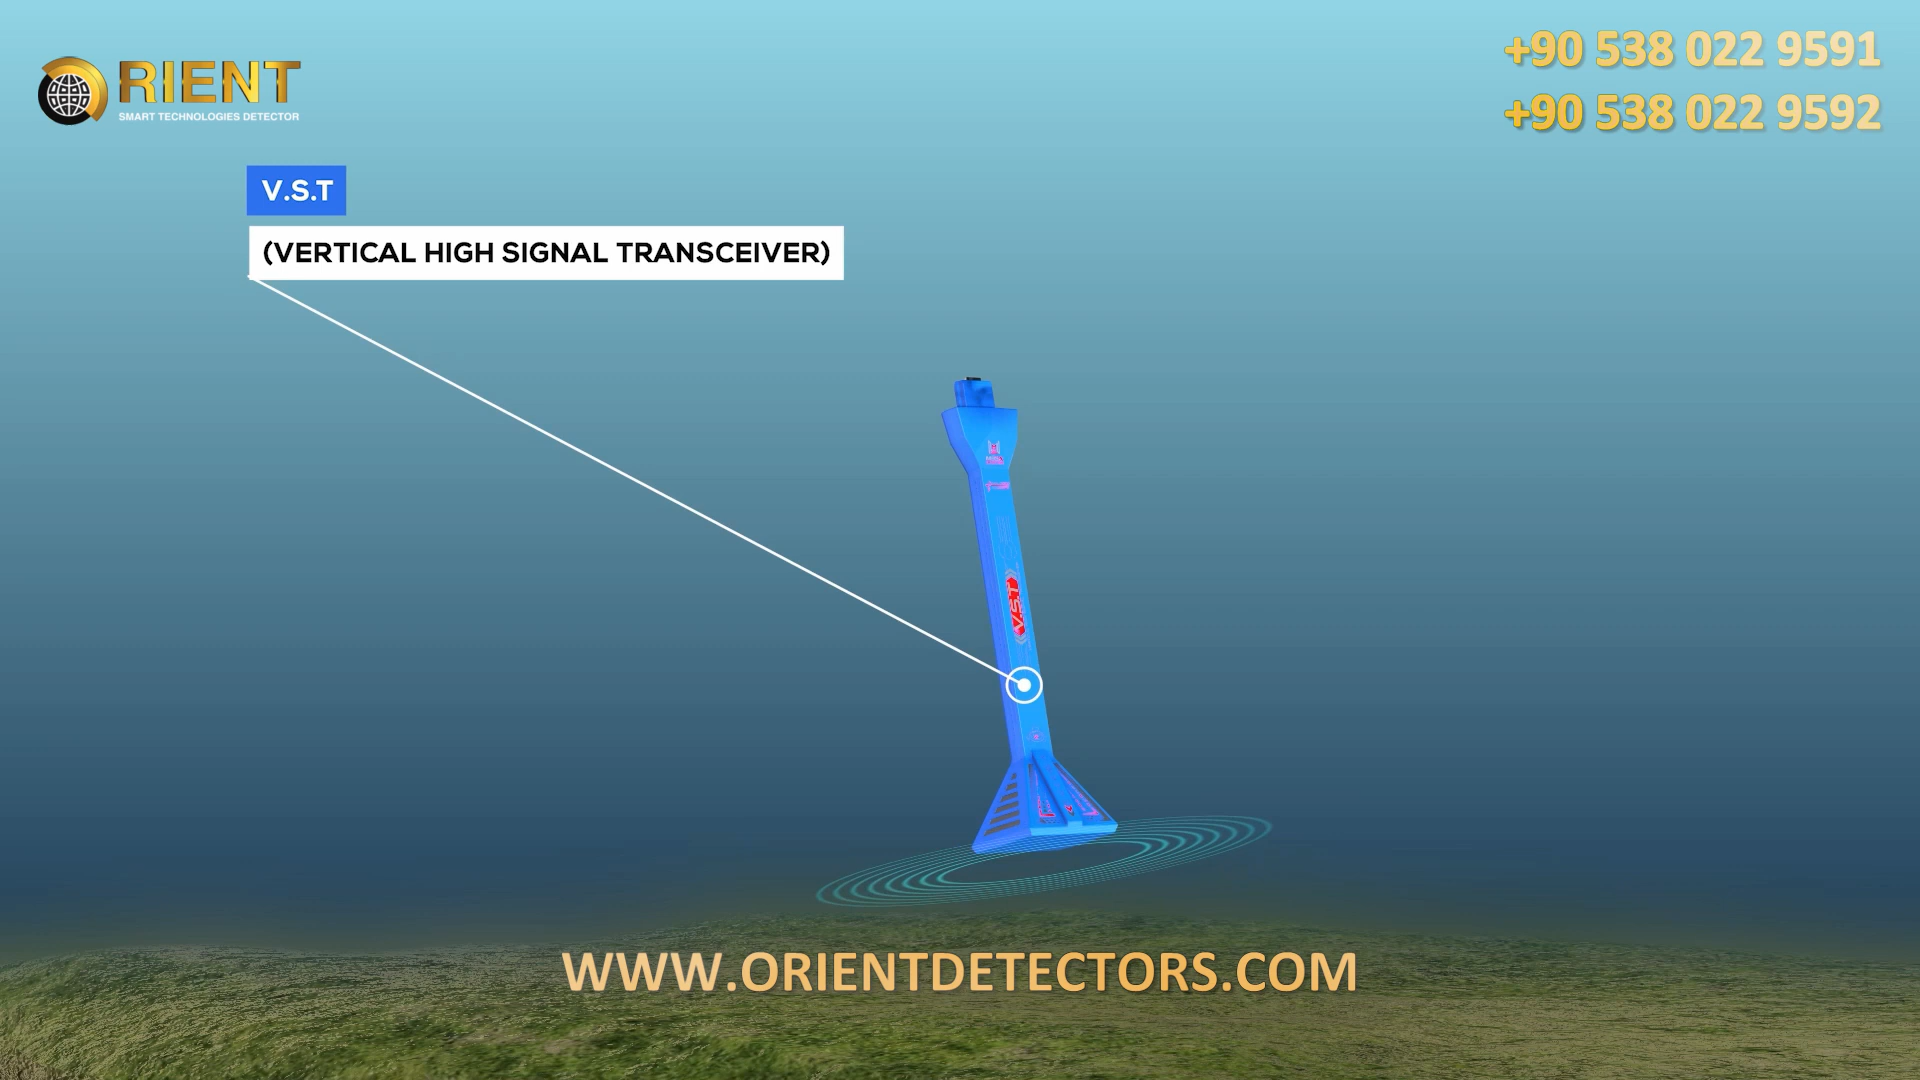 RIENT
SMART TECHNOLOGIES DETECTOR
+90 538 022 9591
+90 538 022 9592
V.S.T
(VERTICAL HIGH SIGNAL TRANSCEIVER)
V.S.T
WWW.ORIENTDETECTORS.COM